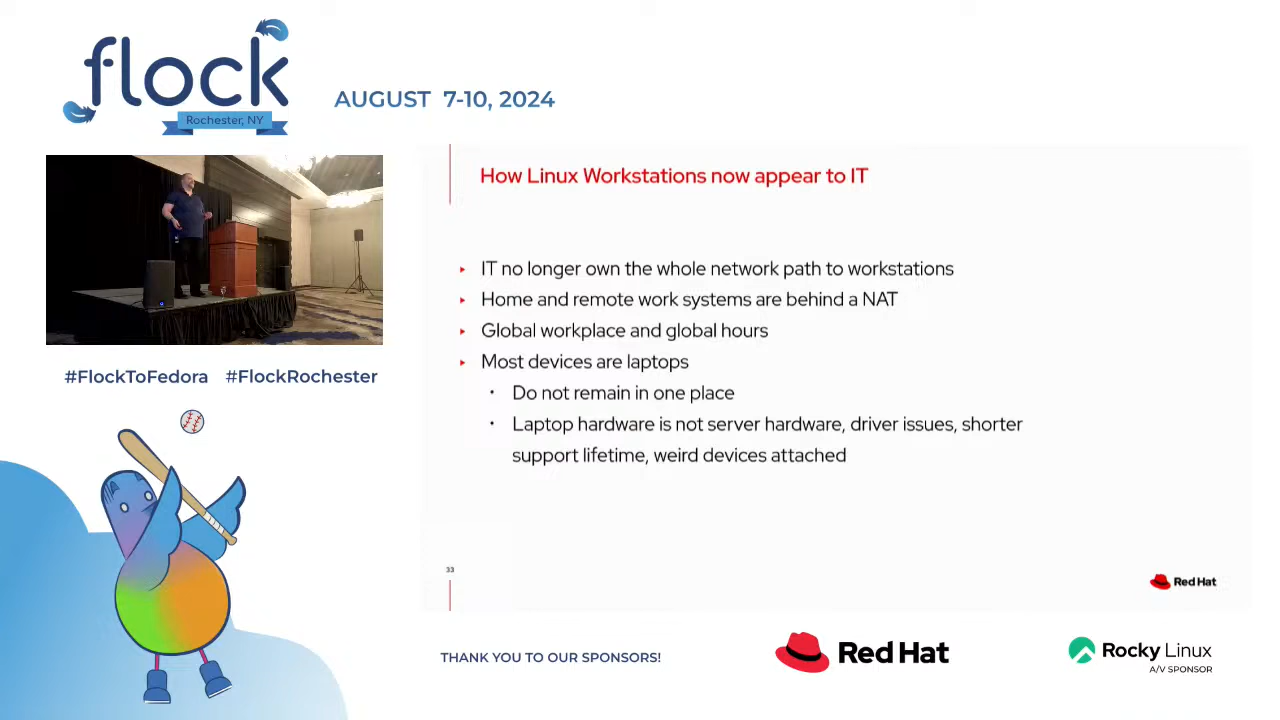 flock
Rochester, NY
AUGUST 7-10, 2024
How Linux Workstations now appear to IT
IT no longer own the whole network path to workstations
Home and remote work systems are behind a NAT
Global workplace and global hours
Most devices are laptops
Do not remain in one place
Laptop hardware is not server hardware, driver issues, shorter
support lifetime, weird devices attached
33
Red Hat
#FlockToFedora #FlockRochester
THANK YOU TO OUR SPONSORS!
Red Hat
Rocky Linux
A/V SPONSOR